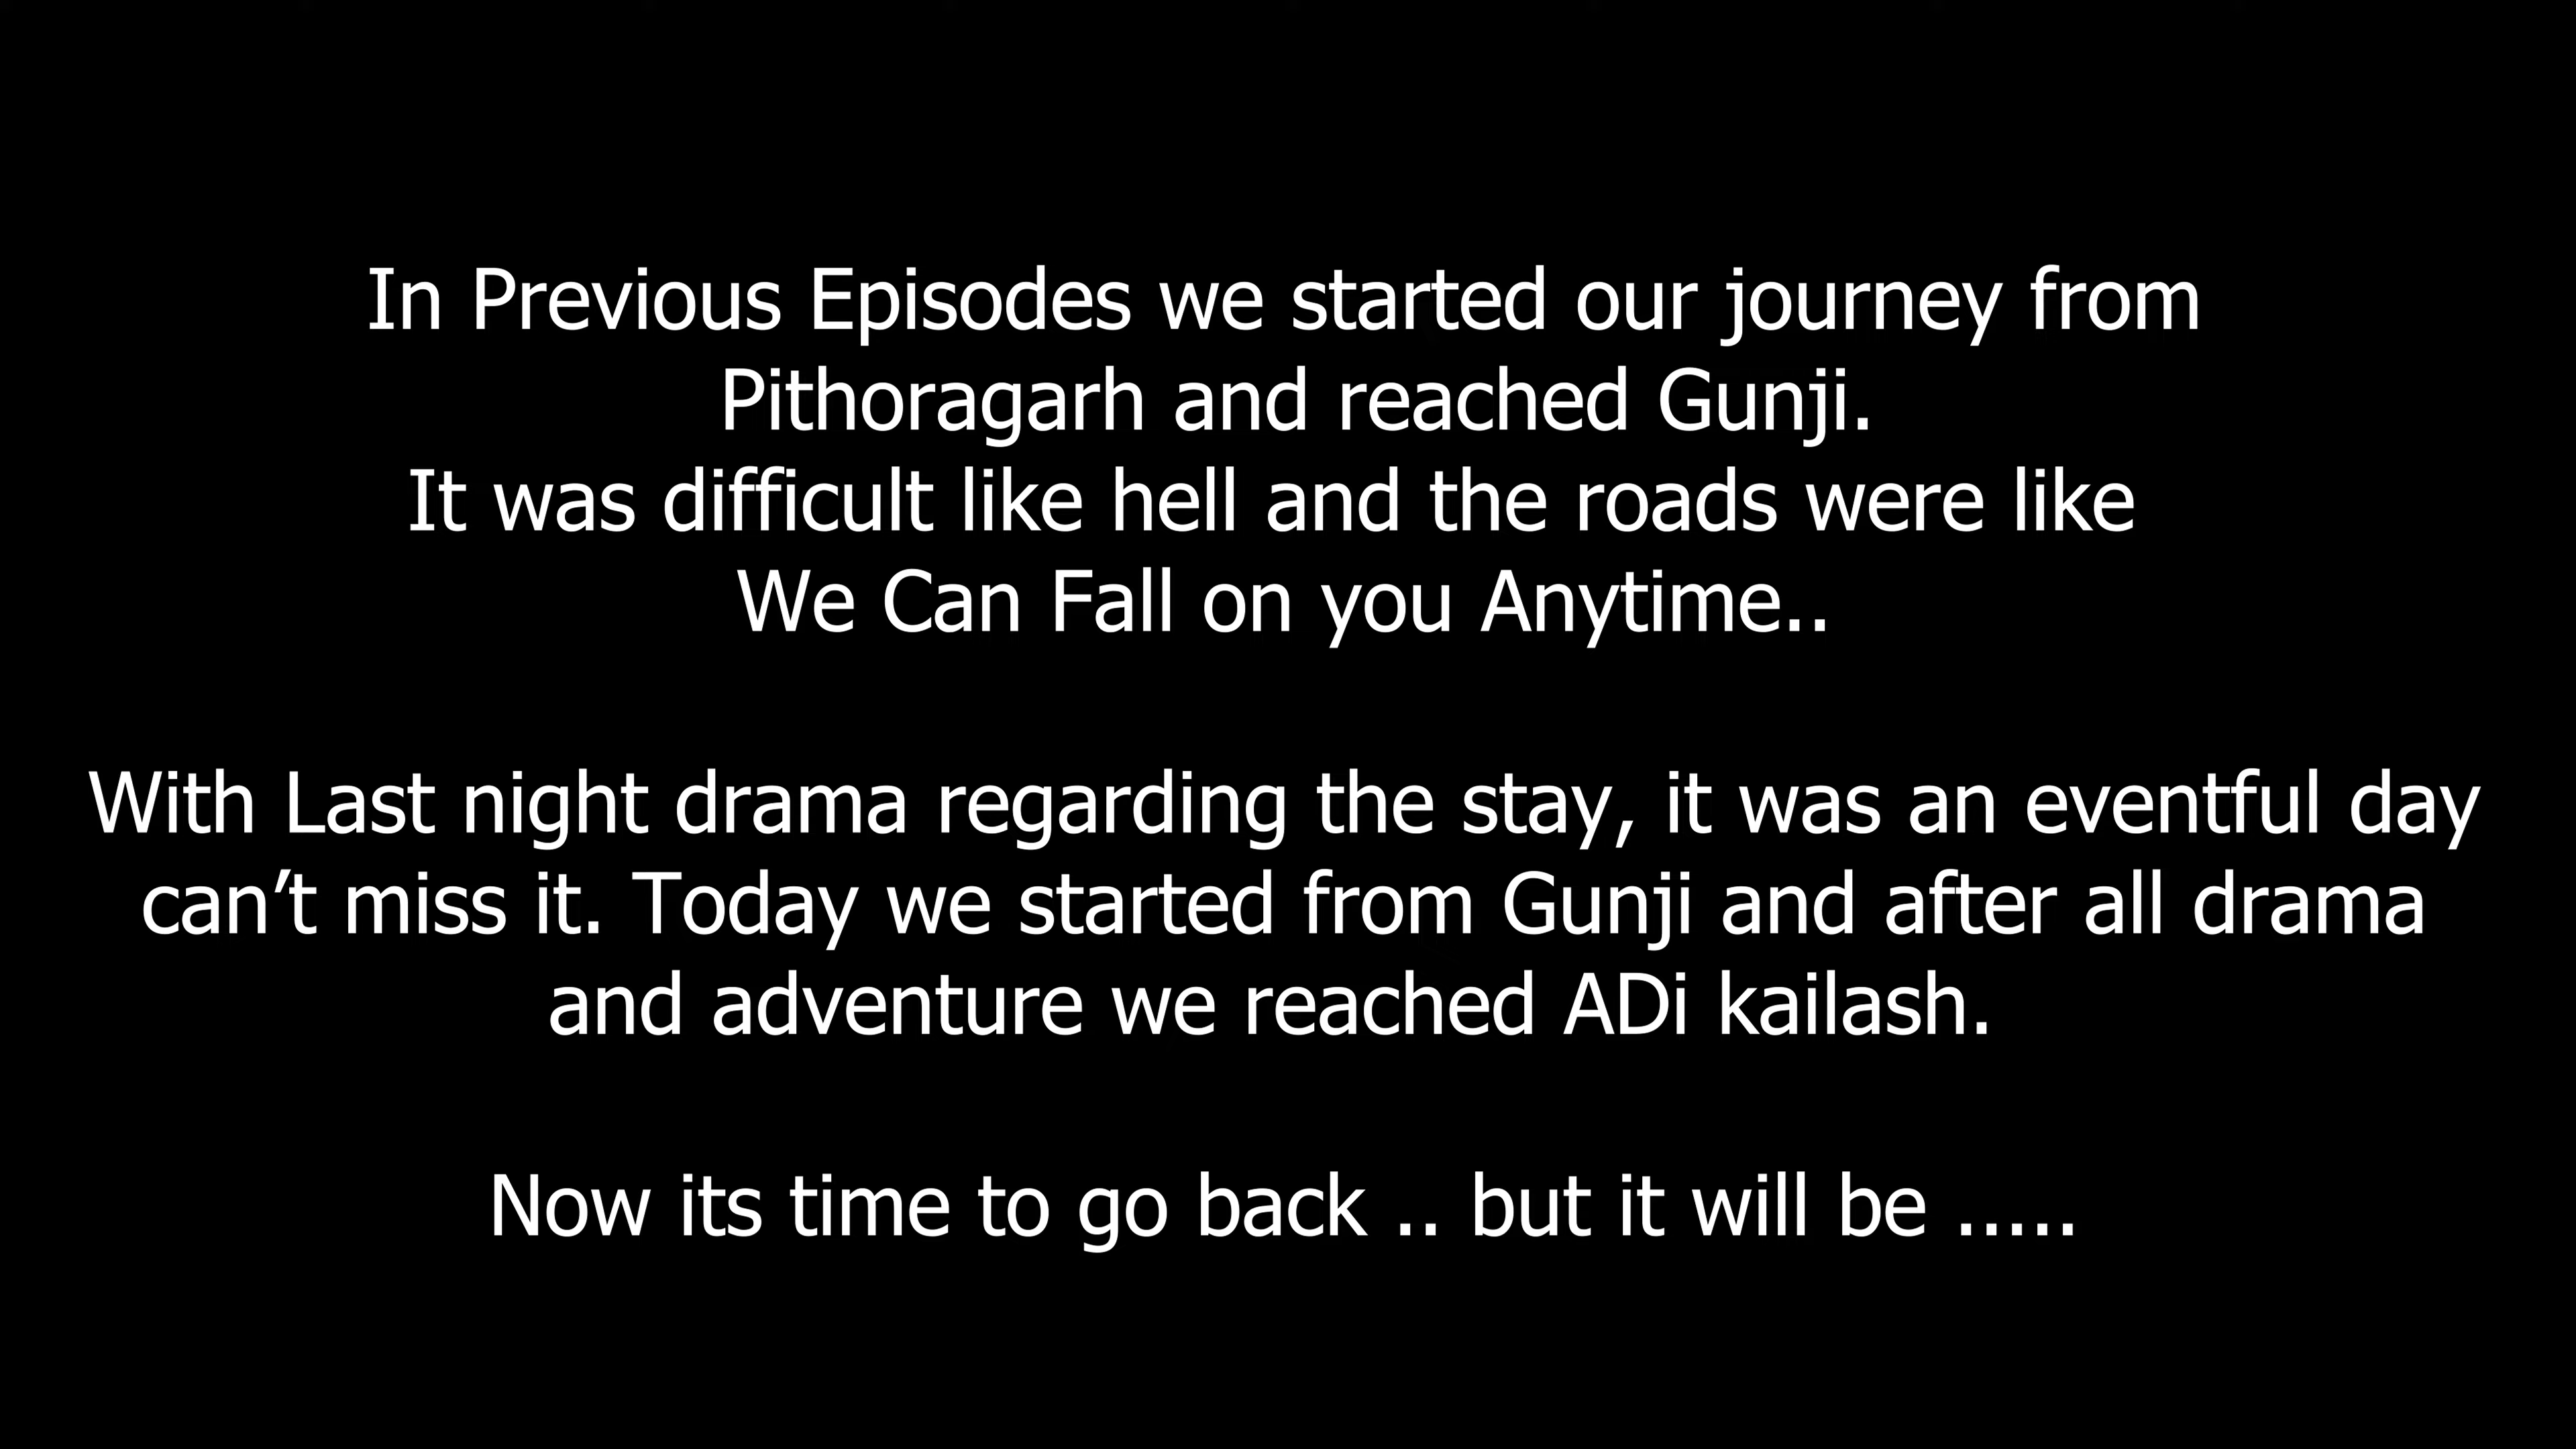 In Previous Episodes we started our journey from
Pithoragarh and reached Gunji.
It was difficult like hell and the roads were like
We Can Fall on you Anytime..
With Last night drama regarding the stay, it was an eventful day
can’t miss it. Today we started from Gunji and after all drama
and adventure we reached ADi kailash.
Now its time to go back .. but it will be .....